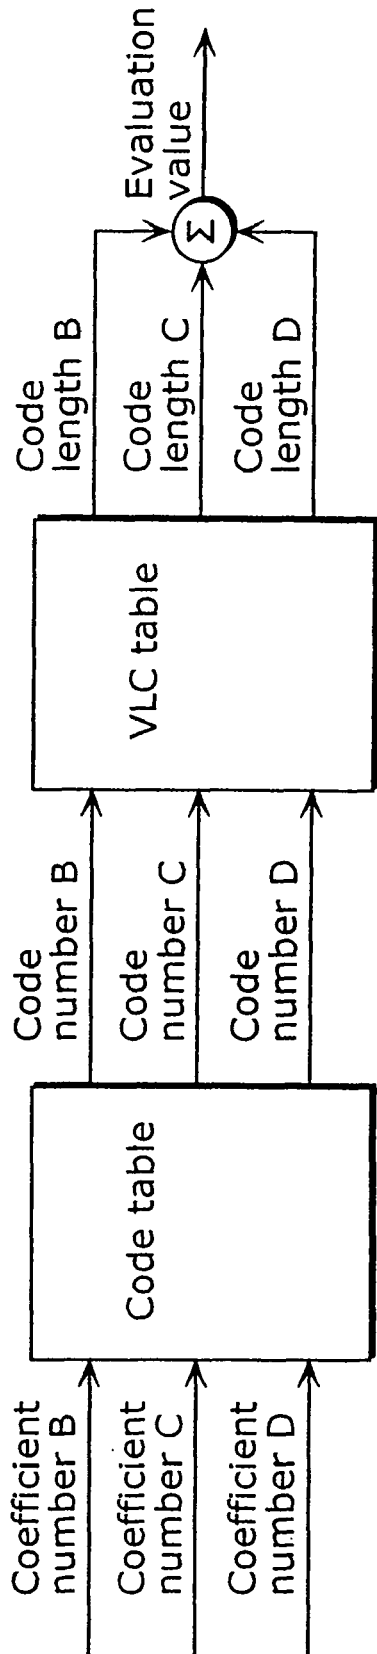 Coefficient
number B
Coefficient
number C
Coefficient
number D
Code table
Code
number B
Code
number C
Code
number D
VLC table
Code
length B
Code
length C
Code
length D
Σ
Evaluation
value